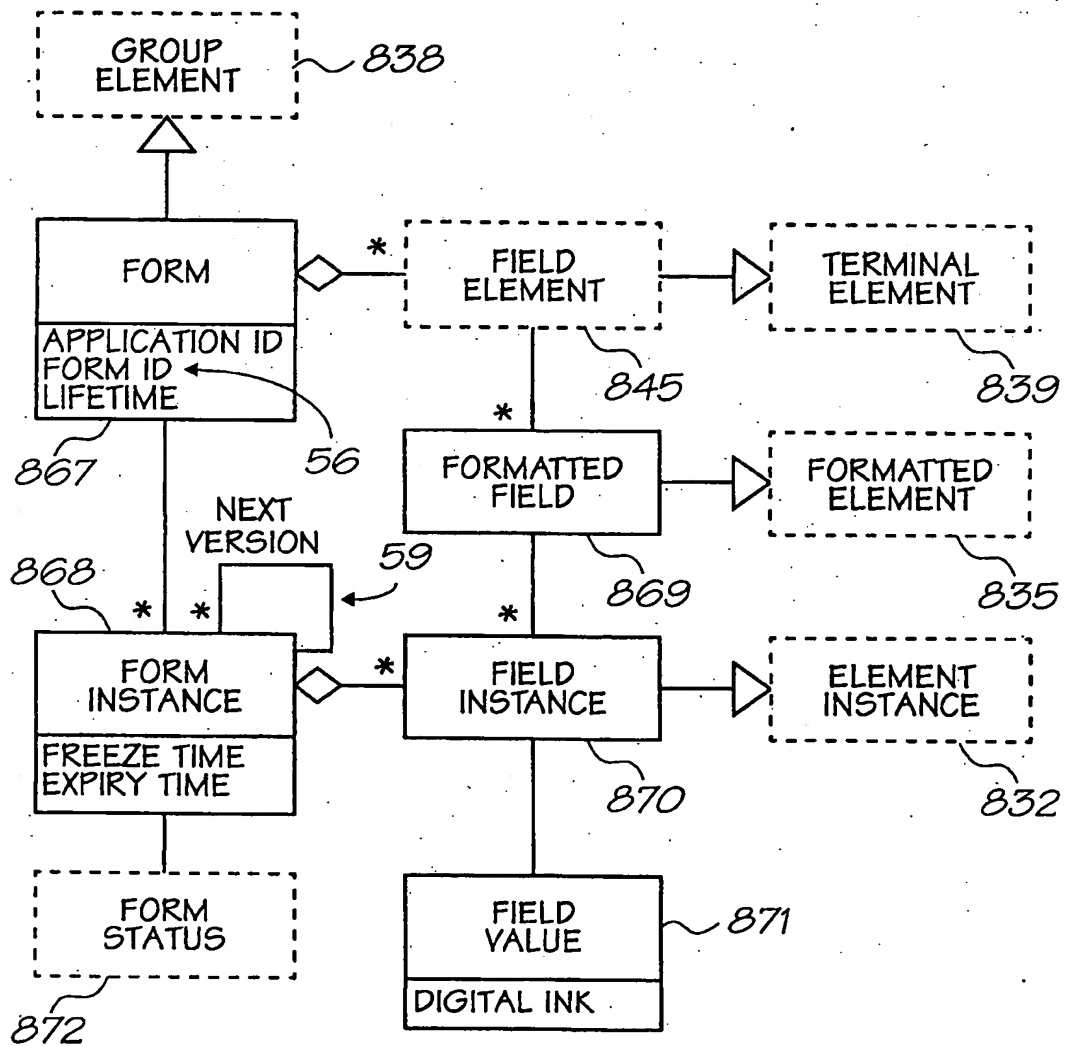 GROUP
ELEMENT
838
FORM
*
FIELD
ELEMENT
TERMINAL
ELEMENT
APPLICATION ID
FORM ID
LIFETIME
845
839
867
56
*
FORMATTED
FIELD
FORMATTED
ELEMENT
NEXT
VERSION
59
869
835
868
*
*
*
FORM
INSTANCE
*
FIELD
INSTANCE
ELEMENT
INSTANCE
FREEZE TIME
EXPIRY TIME
870
832
FORM
STATUS
FIELD
VALUE
871
DIGITAL INK
872